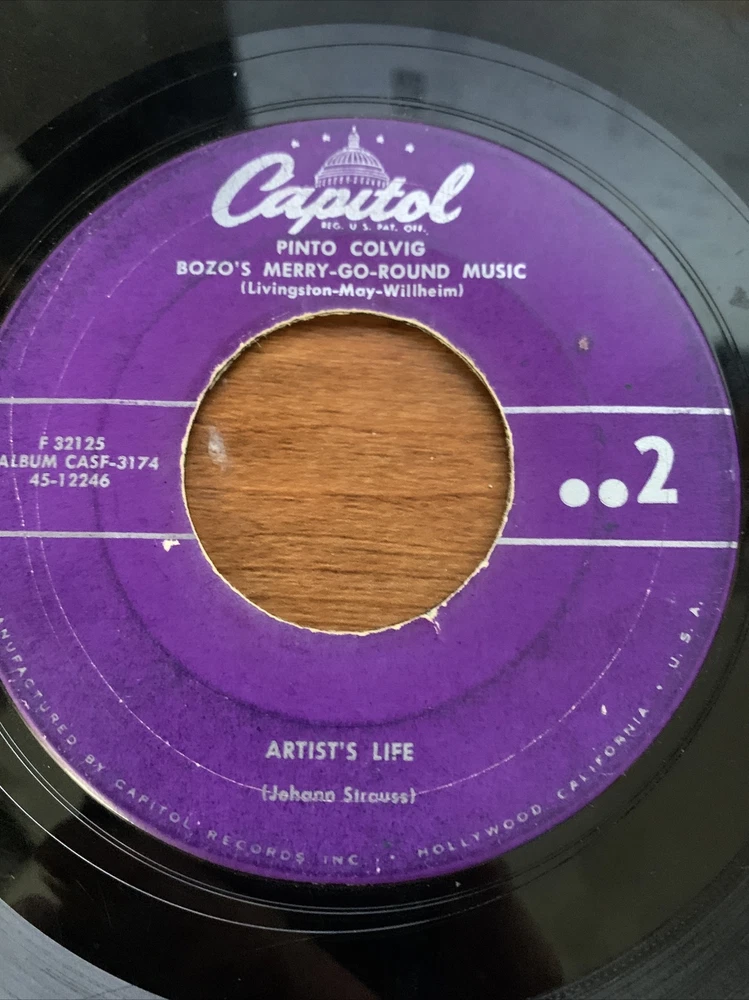 Capitol
REG. U.S. PAT. OFF.
PINTO COLVIG
BOZO'S MERRY-GO-ROUND MUSIC
(Livingston-May-Willheim)
F 32125
ALBUM CASF-3174
45-12246
..2
ARTIST'S LIFE
(Johann Strauss)
ANUFACTURED BY CAPITOL RECORDS INC. • HOLLYWOOD CALIFORNIA • U.S.A.